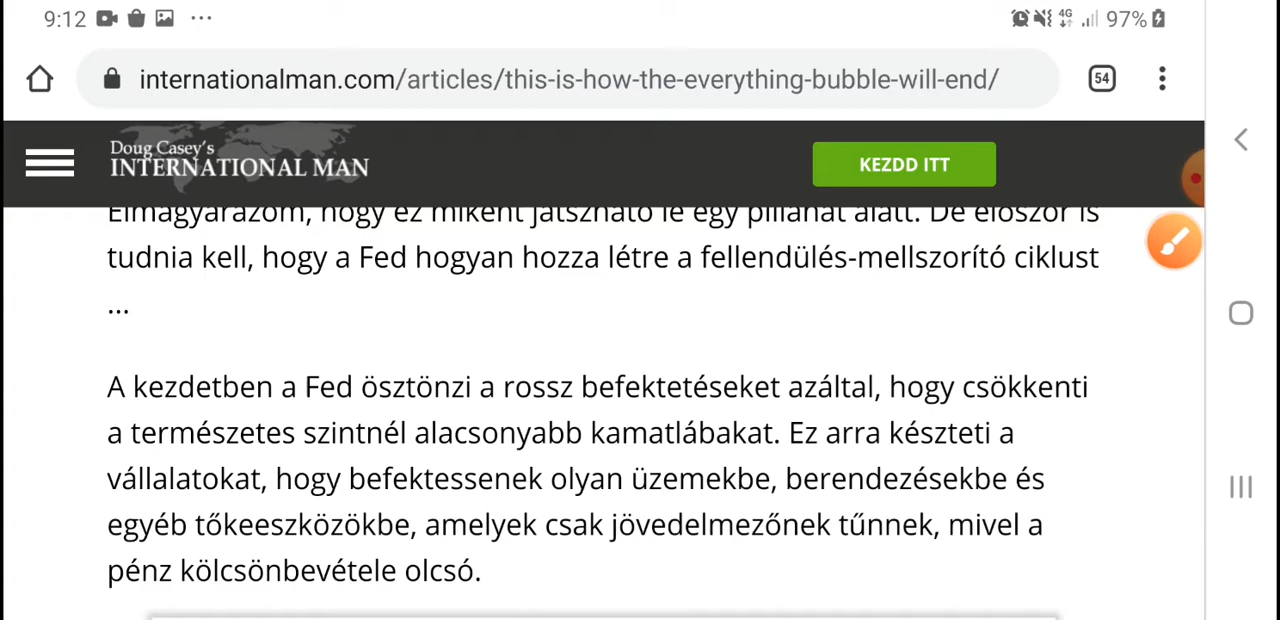 9:12
4G
97%
internationalman.com/articles/this-is-how-the-everything-bubble-will-end/
54
Doug Casey's
INTERNATIONAL MAN
KEZDD ITT
Elmagyarázom, hogy ez miként játszható le egy pillanat alatt. De először is
tudnia kell, hogy a Fed hogyan hozza létre a fellendülés-mellszorító ciklust
...
A kezdetben a Fed ösztönzi a rossz befektetéseket azáltal, hogy csökkenti
a természetes szintnél alacsonyabb kamatlábakat. Ez arra készteti a
vállalatokat, hogy befektessenek olyan üzemekbe, berendezésekbe és
egyéb tőkeeszközökbe, amelyek csak jövedelmezőnek tűnnek, mivel a
pénz kölcsönbevétele olcsó.